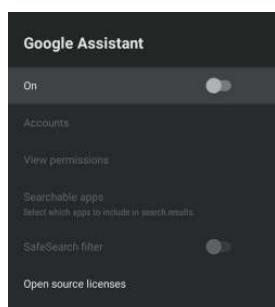 Google Assistant
On
Accounts
View permissions
Searchable apps
Select which apps to include in search results.
SafeSearch filter
Open source licenses